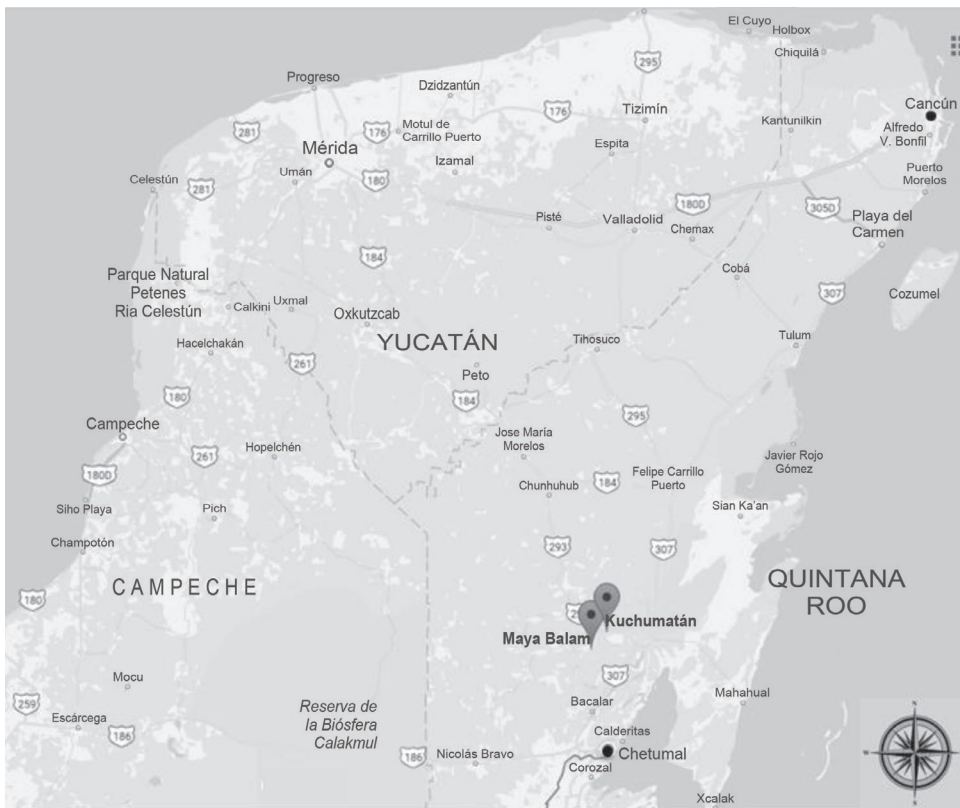 El Cuyo
Holbox
Chiquilá
295
Progreso
Dzidzantún
Cancún
281
176
Motul de
Carrillo Puerto
176
Tizimín
Kantunilkin
Alfredo
V. Bonfil
Mérida
Espita
Izamal
Celestún
281
Umán
180
Puerto
Morelos
180D
305D
Pisté
Valladolid
Chemax
Playa del
Carmen
184
Cobá
Parque Natural
Petenes
Ria Celestún
Calkini
Uxmal
Oxkutzcab
307
Cozumel
Hacelchakán
YUCATÁN
Tihosuco
Tulum
261
Peto
180
184
295
Campeche
Jose María
Morelos
Hopelchén
261
Javier Rojo
Gómez
180D
Chunhuhub
184
Felipe Carrillo
Puerto
Siho Playa
Pich
Sian Ka'an
Champotón
293
307
CAMPECHE
QUINTANA
ROO
180
Kuchumatán
Maya Balam
307
Mocu
259
Escárcega
186
Reserva de
la Biósfera
Calakmul
Bacalar
Mahahual
186
Nicolás Bravo
Calderitas
Chetumal
Corozal
Xcalak